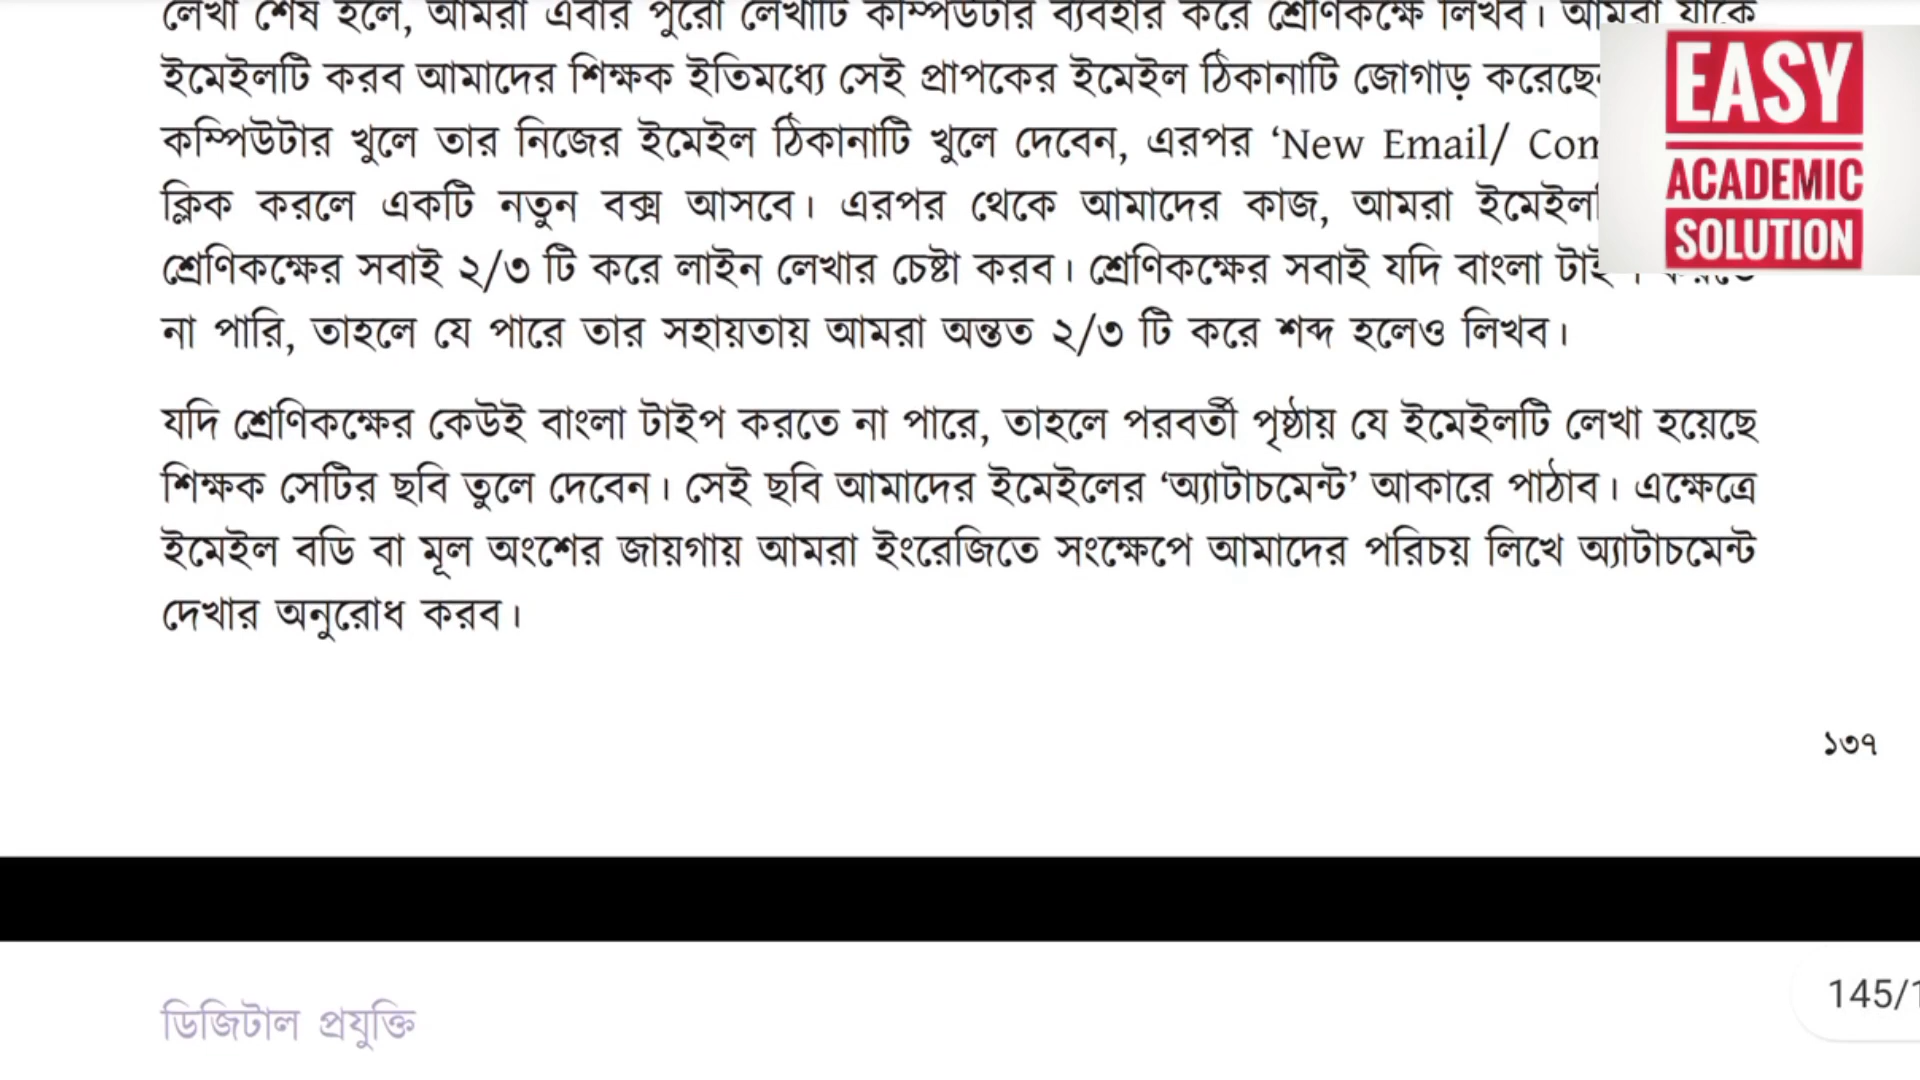 লেখা শেষ হলে, আমরা এবার পুরো লেখাটি কম্পিউটার ব্যবহার করে শ্রেণিকক্ষে লিখব। আমরা যাকে
ইমেইলটি করব আমাদের শিক্ষক ইতিমধ্যে সেই প্রাপকের ইমেইল ঠিকানাটি জোগাড়
কম্পিউটার খুলে তার নিজের ইমেইল ঠিকানাটি খুলে দেবেন, এরপর ‘New Email/
ক্লিক করলে একটি নতুন বক্স আসবে। এরপর থেকে আমাদের কাজ, আমরা
শ্রেণিকক্ষের সবাই ২/৩ টি করে লাইন লেখার চেষ্টা করব। শ্রেণিকক্ষের সবাই যদি বাংলা
না পারি, তাহলে যে পারে তার সহায়তায় আমরা অন্তত ২/৩ টি করে শব্দ হলেও লিখব।
যদি শ্রেণিকক্ষের কেউই বাংলা টাইপ করতে না পারে, তাহলে পরবর্তী পৃষ্ঠায় যে ইমেইলটি লেখা হয়েছে
শিক্ষক সেটির ছবি তুলে দেবেন। সেই ছবি আমাদের ইমেইলের ‘অ্যাটাচমেন্ট’ আকারে পাঠাব। এক্ষেত্রে
ইমেইল বডি বা মূল অংশের জায়গায় আমরা ইংরেজিতে সংক্ষেপে আমাদের পরিচয় লিখে অ্যাটাচমেন্ট
দেখার অনুরোধ করব।
১৩৭
ডিজিটাল প্রযুক্তি
145/1
EASY
ACADEMIC
SOLUTION